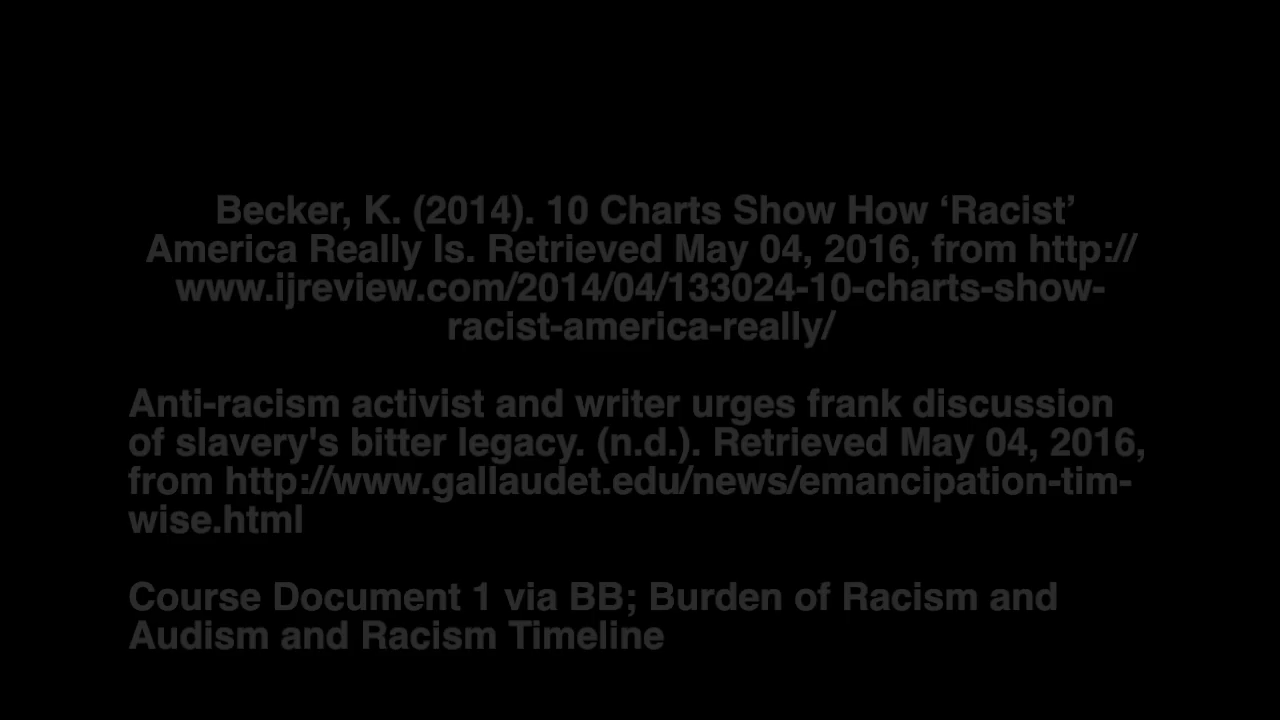 Becker, K. (2014). 10 Charts Show How ‘Racist’
America Really Is. Retrieved May 04, 2016, from http://
www.ijreview.com/2014/04/133024-10-charts-show-
racist-america-really/
Anti-racism activist and writer urges frank discussion
of slavery's bitter legacy. (n.d.). Retrieved May 04, 2016,
from http://www.gallaudet.edu/news/emancipation-tim-
wise.html
Course Document 1 via BB; Burden of Racism and
Audism and Racism Timeline